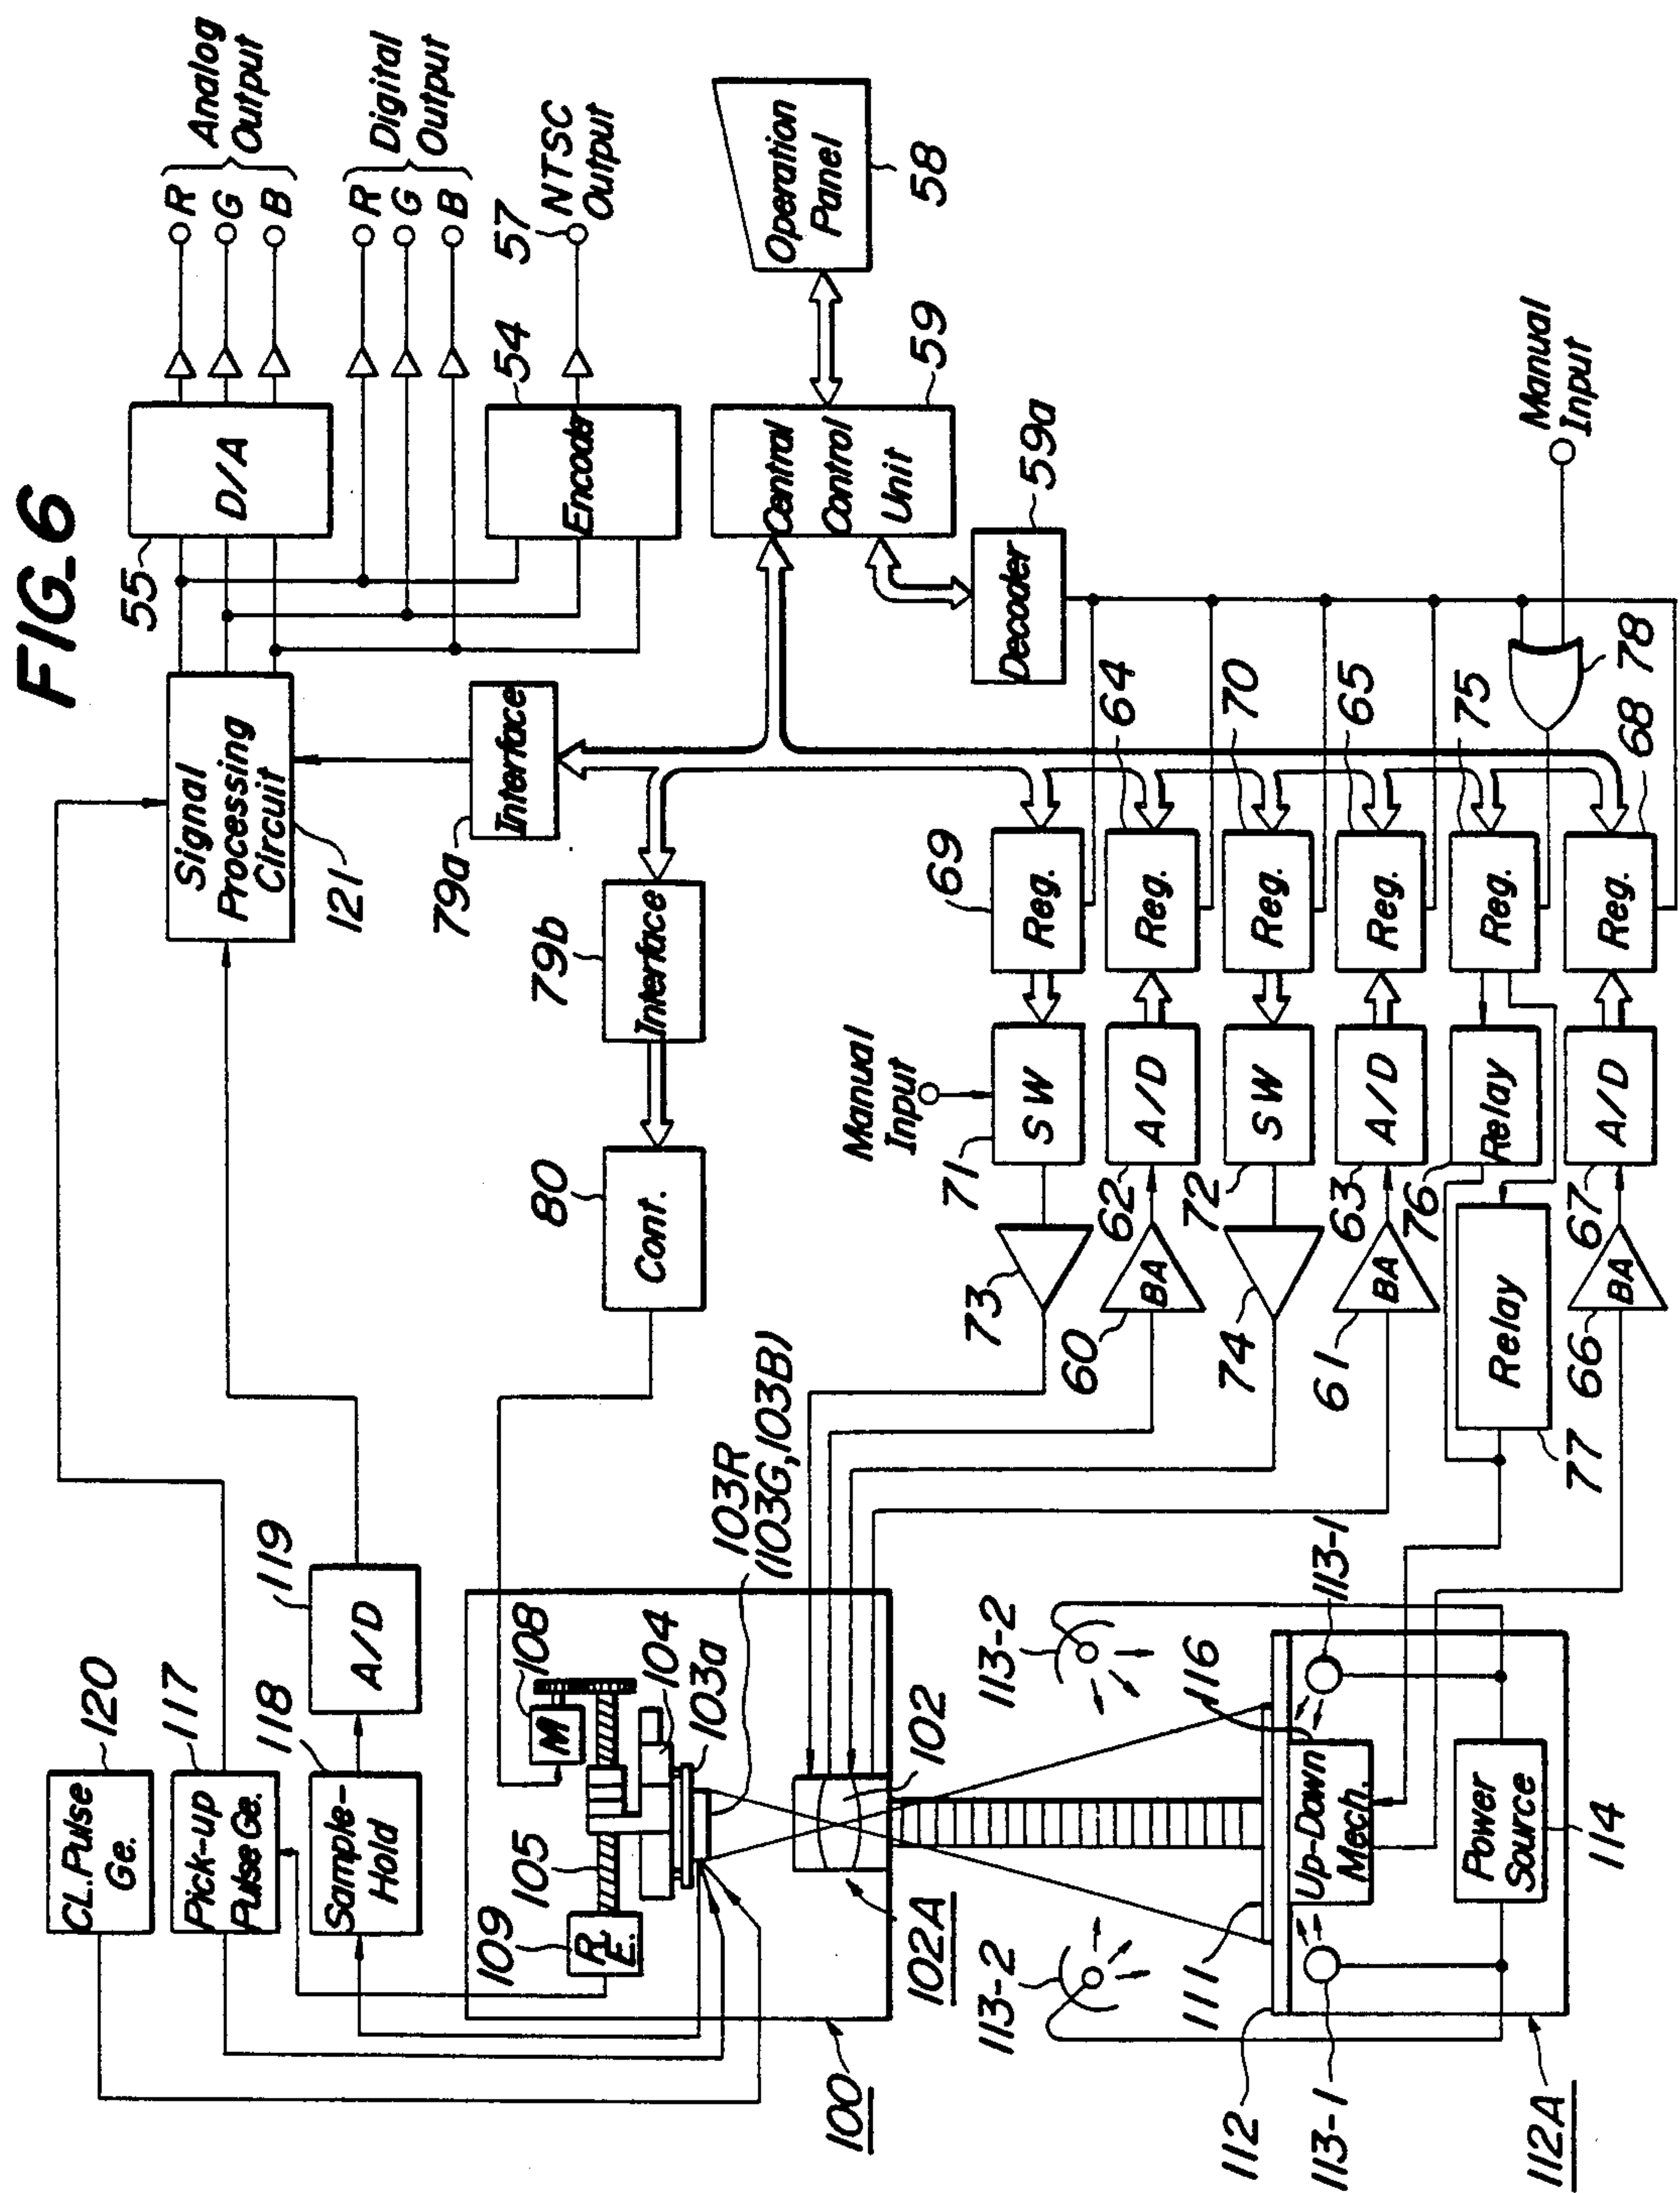 FIG_6
Analog
Output
R
G
B
Digital
Output
R
G
B
NTSC
Output
57
D/A
55
54
Encoder
Operation
Panel
58
Central
Control
Unit
59
59a
Decoder
Manual
Input
78
Signal
Processing
Circuit
121
Interface
79a
Interface
79b
Cont.
80
Reg.
69
Reg.
64
Reg.
70
Reg.
65
Reg.
75
Reg.
68
Manual
Input
SW
71
A/D
62
SW
72
A/D
63
Relay
76
A/D
67
73
BA
60
74
BA
61
Relay
77
BA
66
CL.Pulse
Ge.
120
Pick-up
Pulse Ge.
117
Sample-
Hold
118
A/D
119
103R
(103G,103B)
M
108
104
103a
105
R.
E.
109
102
102A
100
113-2
113-2
116
113-1
113-1
111
112
Up-Down
Mech.
Power
Source
114
112A